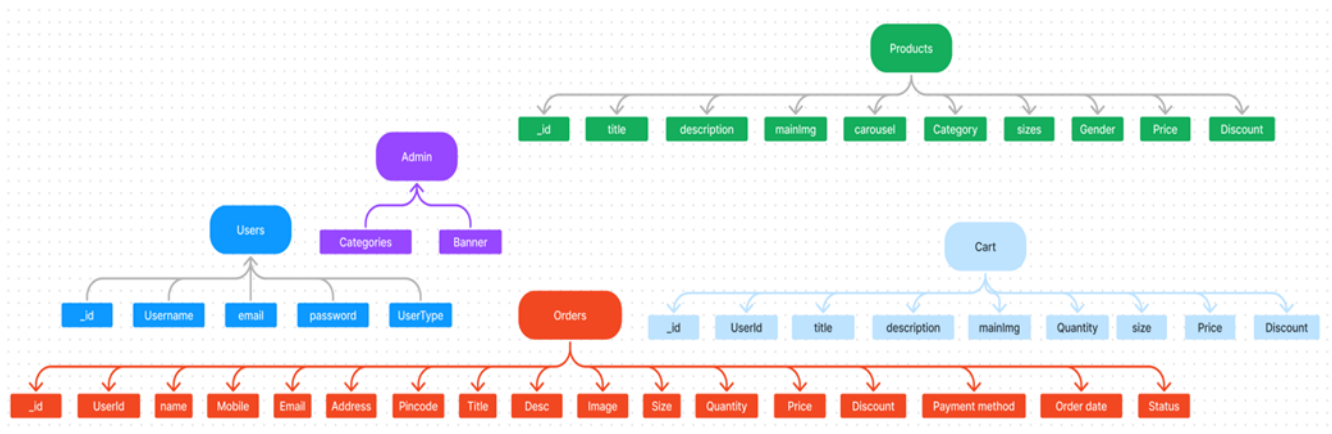 Products
_id title description mainImg carousel Category sizes Gender Price Discount
Admin
Categories Banner
Users
_id Username email password UserType
Cart
_id UserId title description mainImg Quantity size Price Discount
Orders
_id UserId name Mobile Email Address Pincode Title Desc Image Size Quantity Price Discount Payment method Order date Status